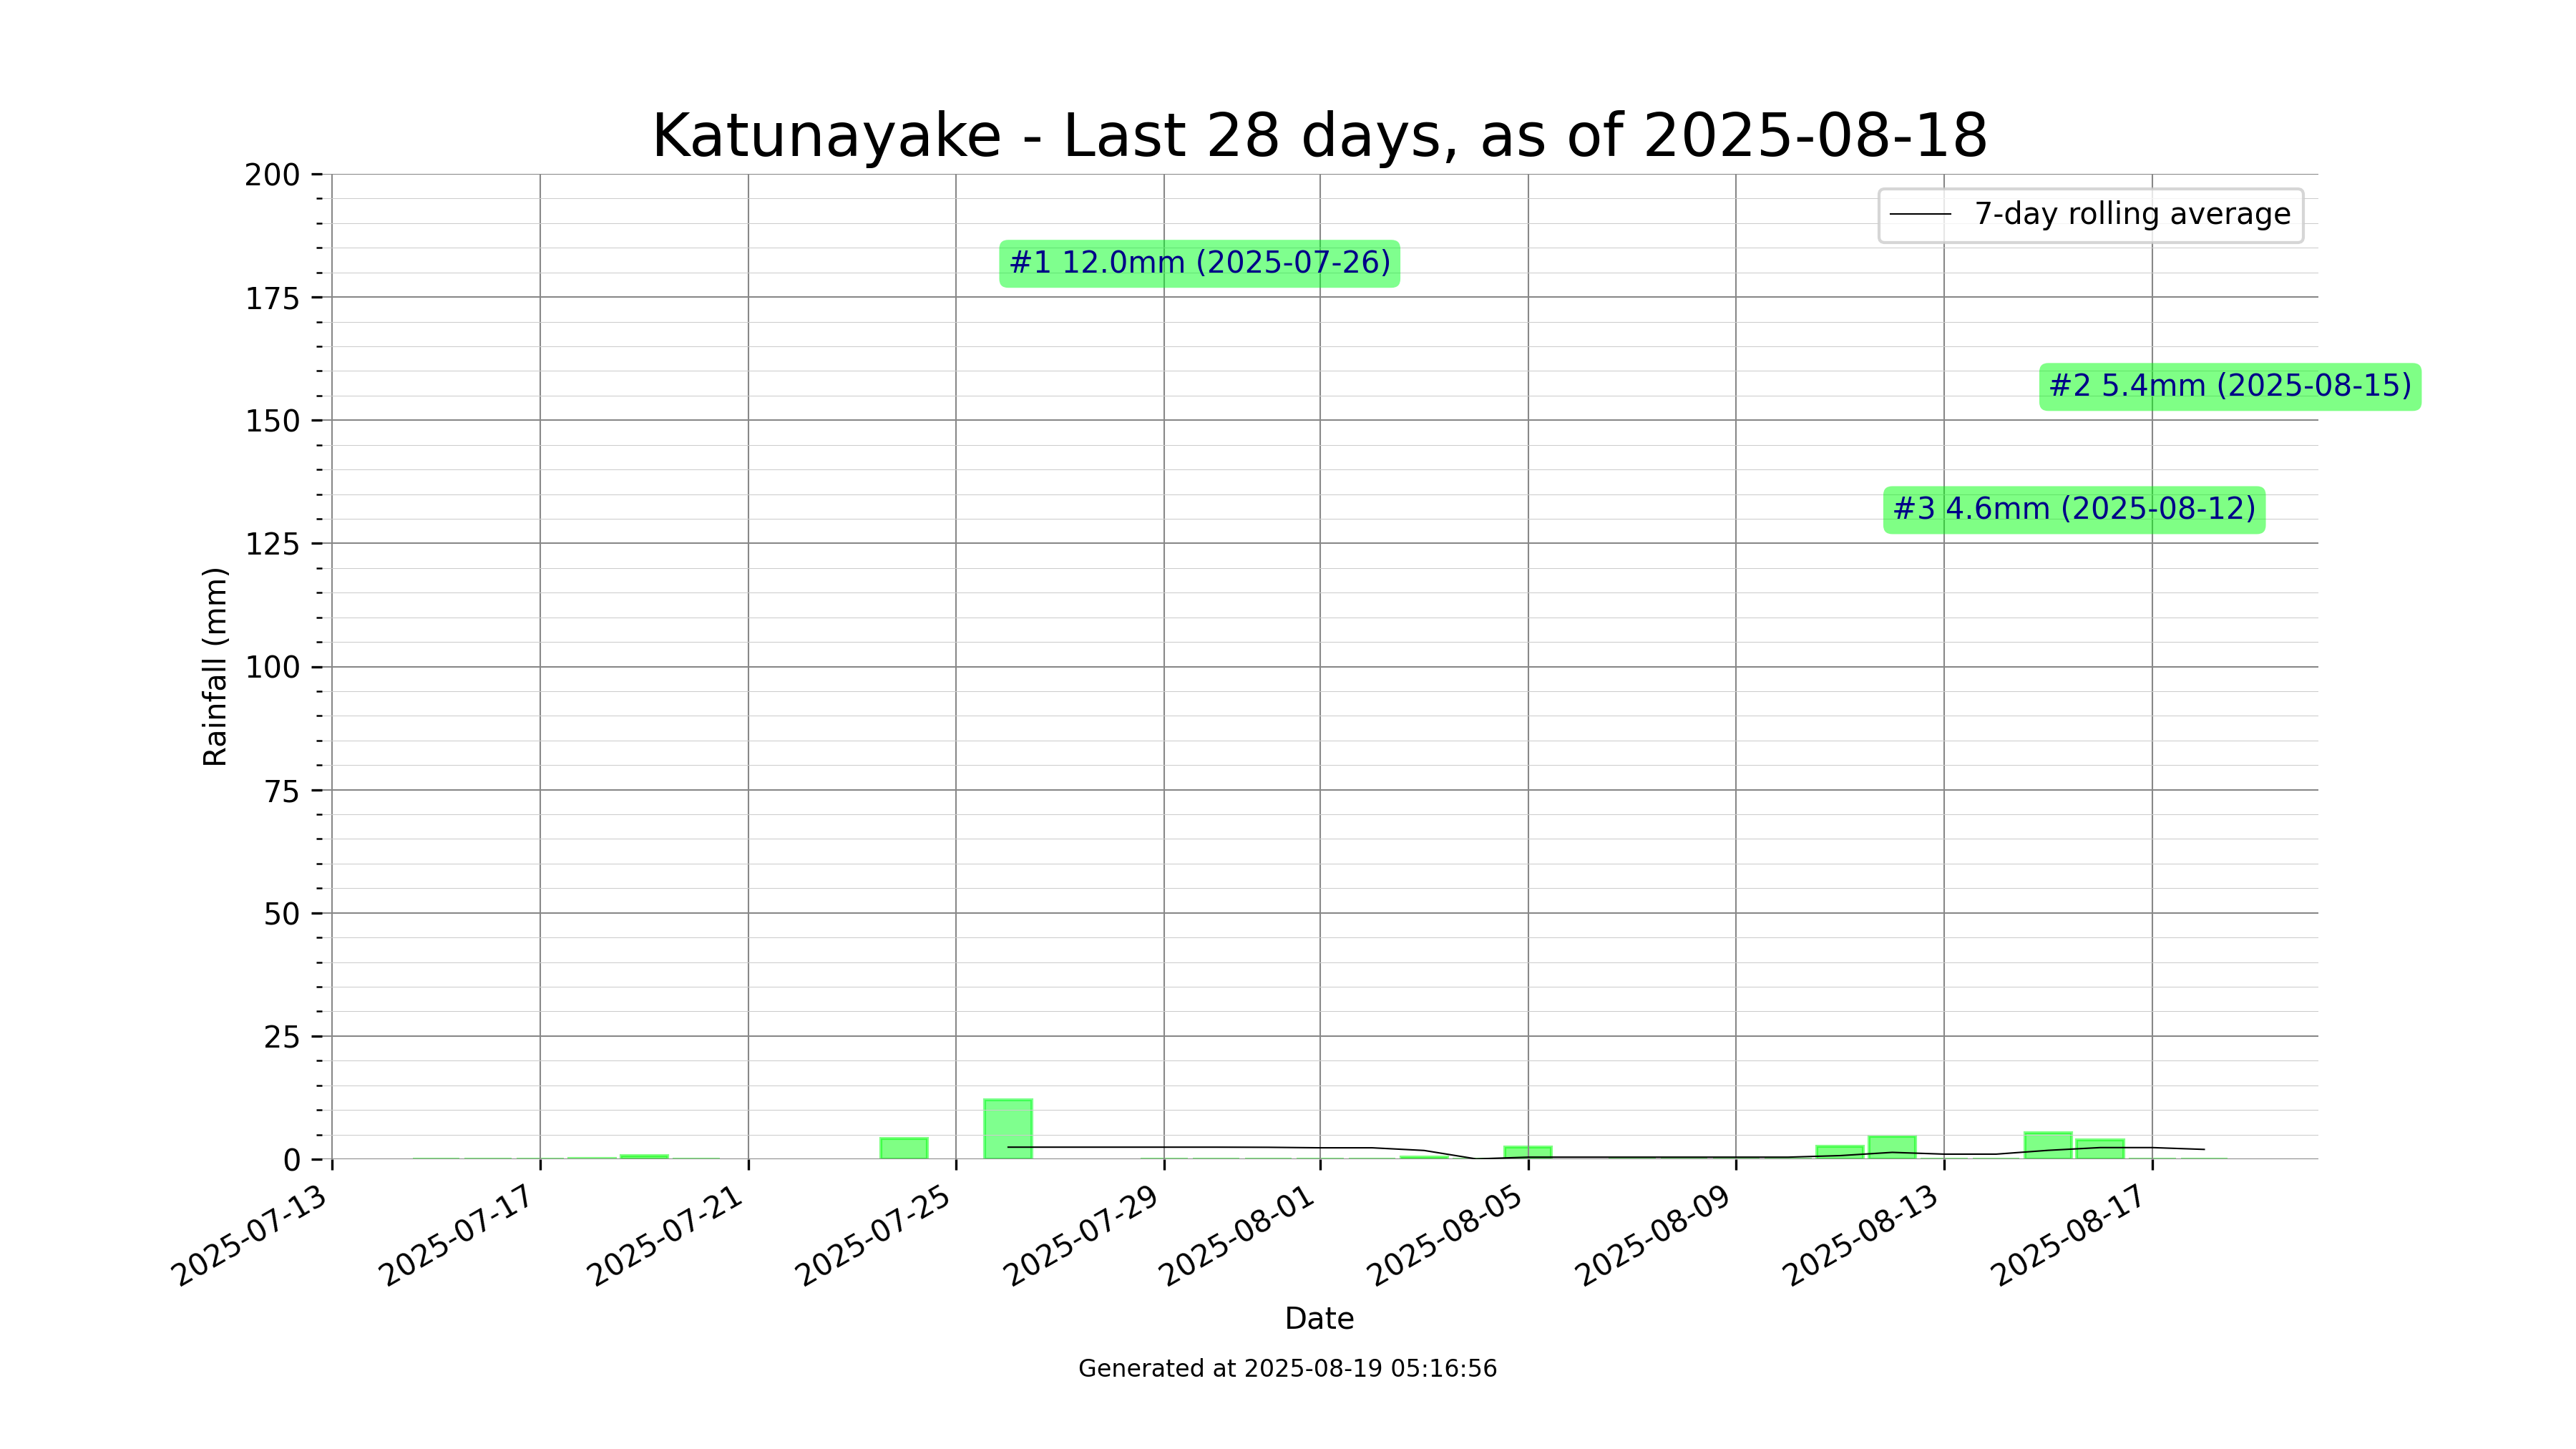 Katunayake - Last 28 days, as of 2025-08-18
200
175
150
125
100
75
50
25
0
Rainfall (mm)
7-day rolling average
#1 12.0mm (2025-07-26)
#2 5.4mm (2025-08-15)
#3 4.6mm (2025-08-12)
2025-07-13
2025-07-17
2025-07-21
2025-07-25
2025-07-29
2025-08-01
2025-08-05
2025-08-09
2025-08-13
2025-08-17
Date
Generated at 2025-08-19 05:16:56